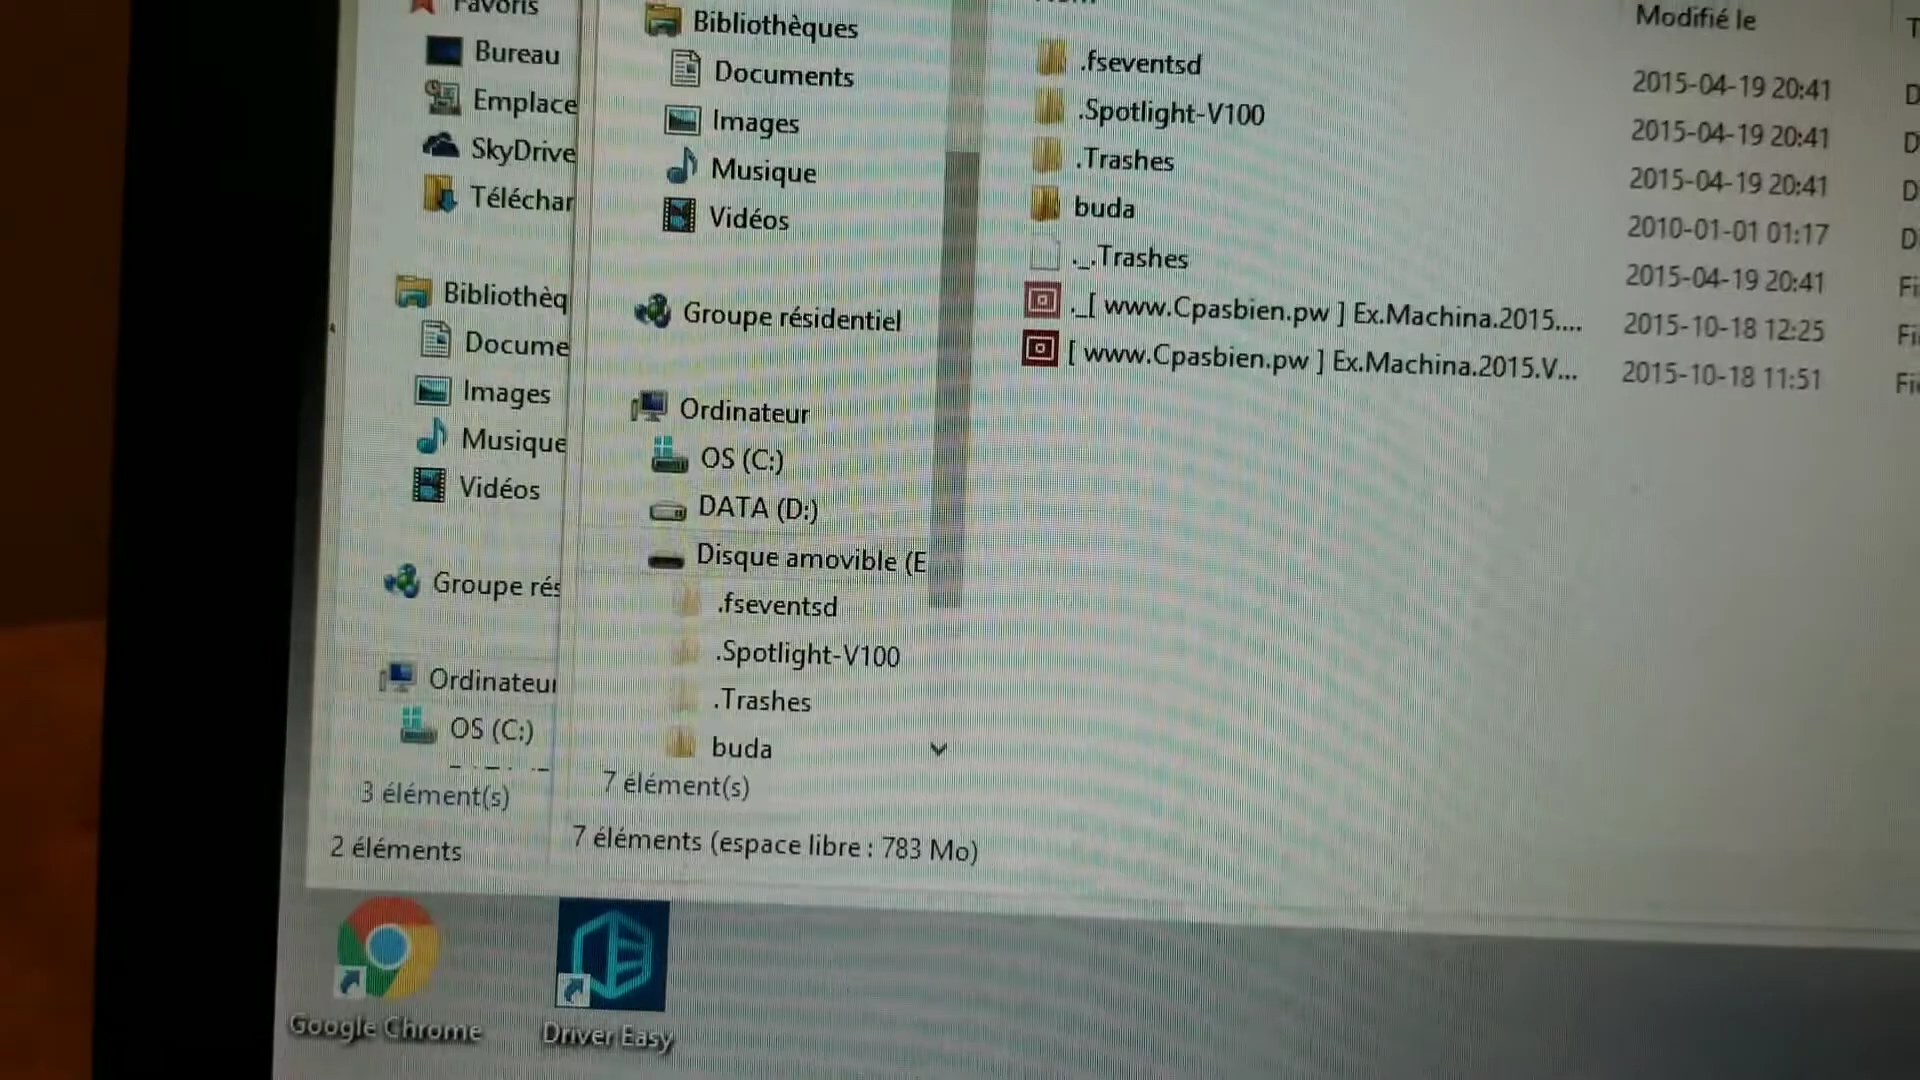 Favoris
Bureau
Emplace
SkyDrive
Téléchar
Bibliothèq
Docume
Images
Musique
Vidéos
Groupe rés
Ordinateur
OS (C:)
3 élément(s)
2 éléments
Bibliothèques
Documents
Images
Musique
Vidéos
Groupe résidentiel
Ordinateur
OS (C:)
DATA (D:)
Disque amovible (E
.fseventsd
.Spotlight-V100
.Trashes
buda
7 élément(s)
7 éléments (espace libre : 783 Mo)
Modifié le
.fseventsd 2015-04-19 20:41 D
.Spotlight-V100 2015-04-19 20:41 D
.Trashes 2015-04-19 20:41 D
buda 2010-01-01 01:17 D
._.Trashes 2015-04-19 20:41 Fi
._[ www.Cpasbien.pw ] Ex.Machina.2015.... 2015-10-18 12:25 Fi
[ www.Cpasbien.pw ] Ex.Machina.2015.V... 2015-10-18 11:51 Fi
Google Chrome
Driver Easy